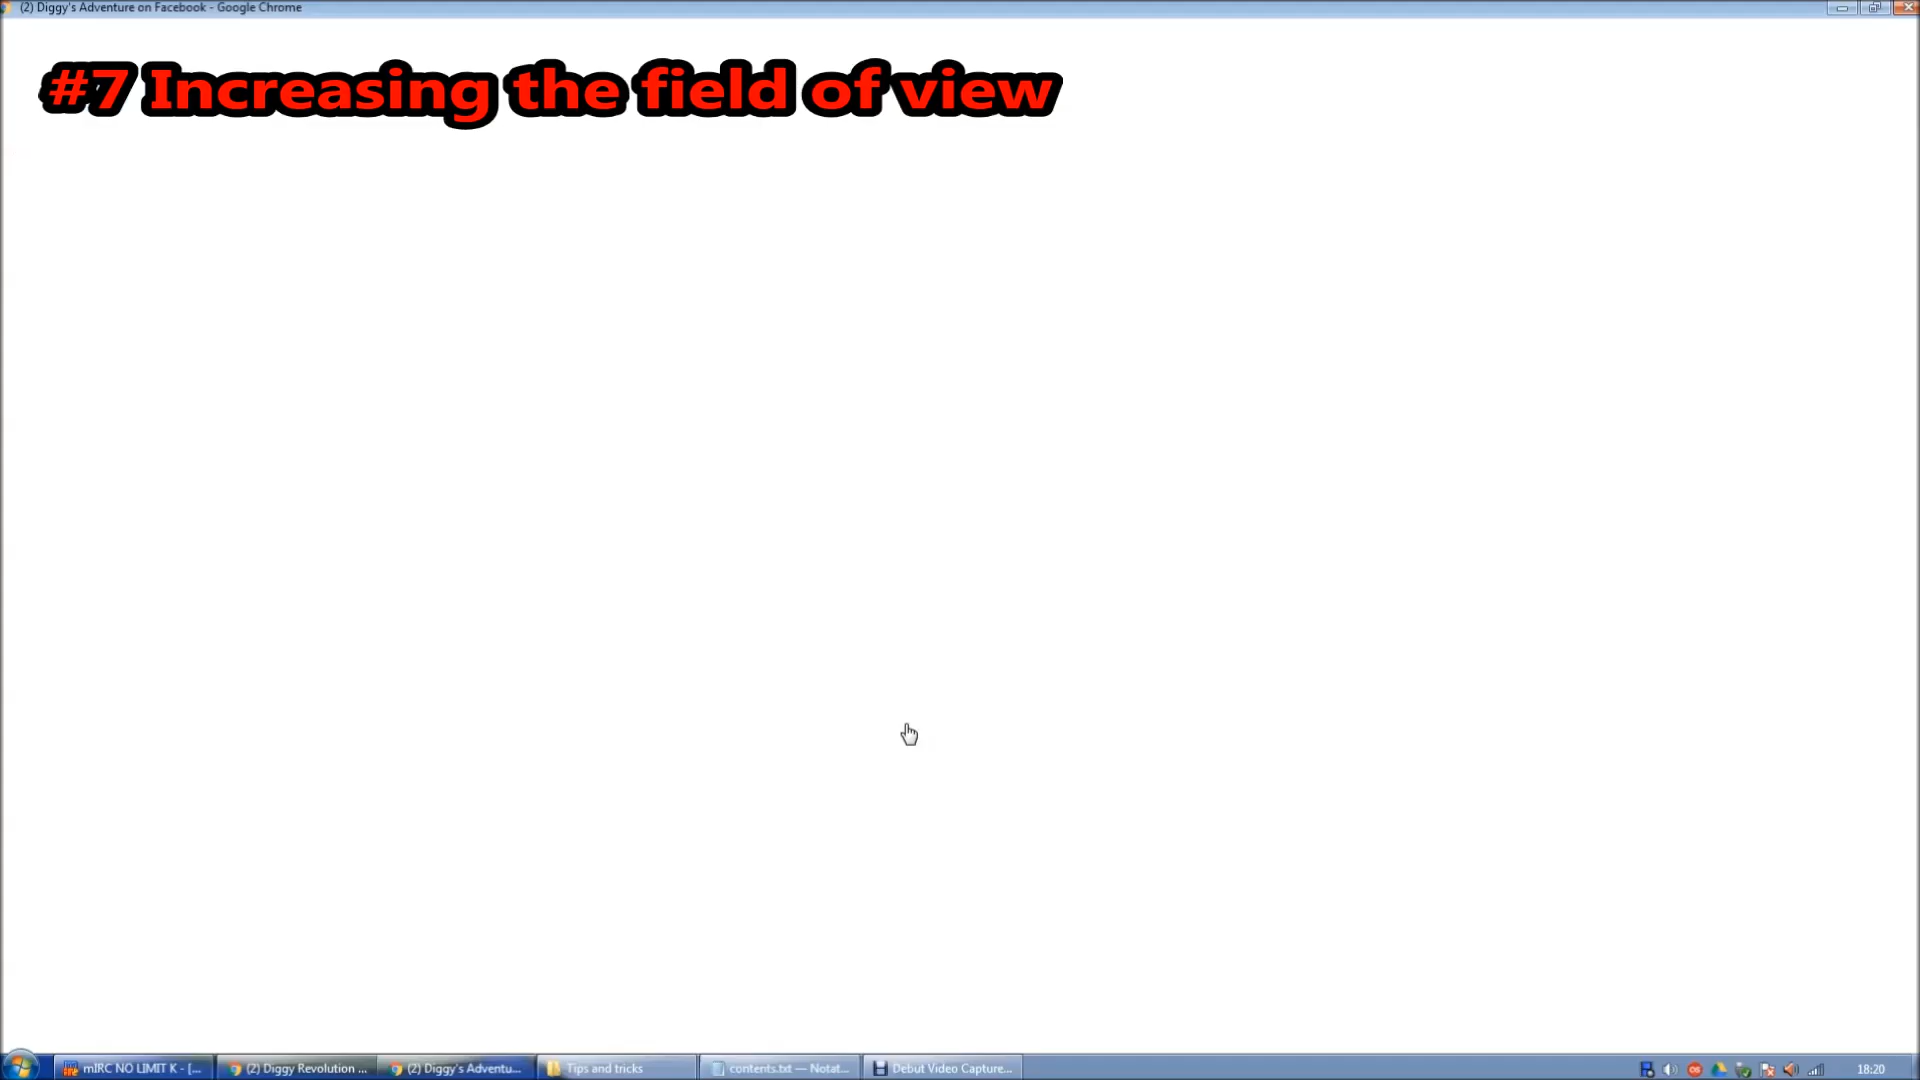 (2) Diggy's Adventure on Facebook - Google Chrome
#7 Increasing the field of view
mIRC NO LIMIT K - [...
(2) Diggy Revolution ...
(2) Diggy's Adventu...
Tips and tricks
contents.txt — Notat...
Debut Video Capture...
18:20